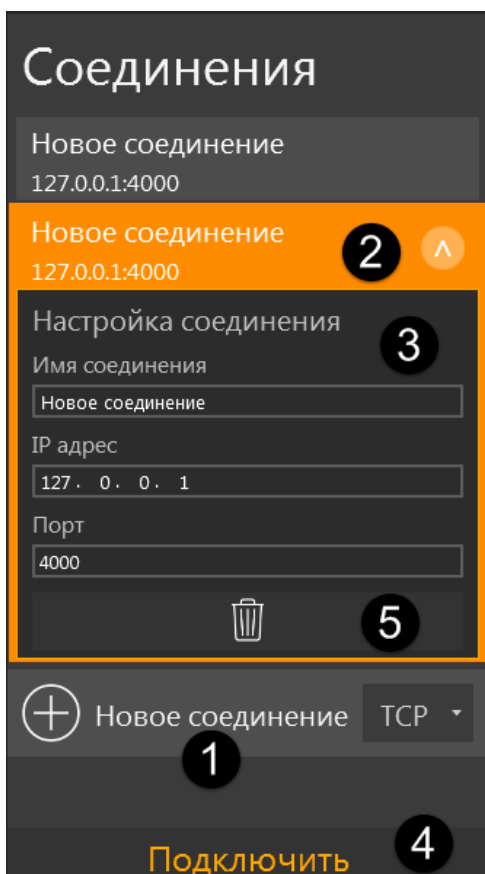 Соединения
Новое соединение
127.0.0.1:4000
Новое соединение
127.0.0.1:4000
2
Настройка соединения
3
Имя соединения
Новое соединение
IP адрес
127. 0. 0. 1
Порт
4000
5
Новое соединение
TCP
1
Подключить
4